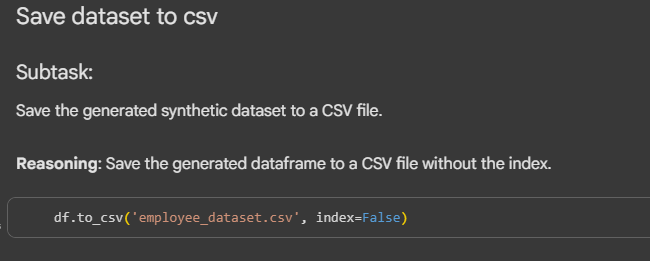 Save dataset to csv
Subtask:
Save the generated synthetic dataset to a CSV file.
Reasoning: Save the generated dataframe to a CSV file without the index.
df.to_csv('employee_dataset.csv', index=False)